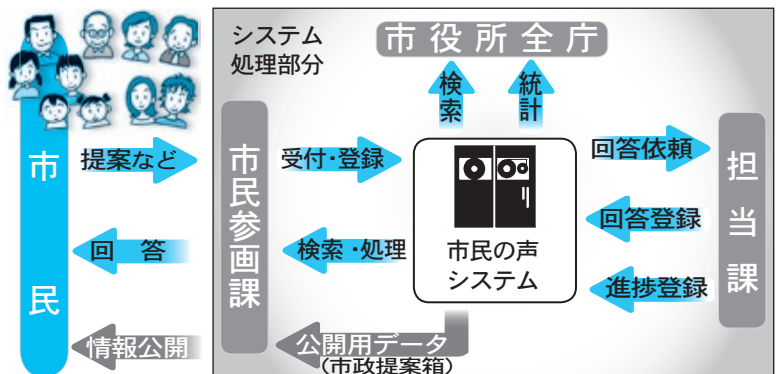 システム
処理部分
市役所全庁
検索
統計
市民
提案など
市民参画課
受付・登録
回答依頼
担当課
回答
検索・処理
市民の声
システム
回答登録
進捗登録
情報公開
公開用データ
(市政提案箱)